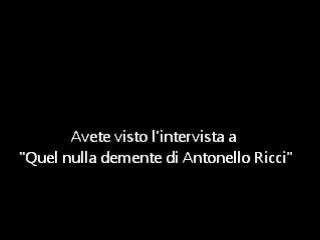 Avete visto l'intervista a
"Quel nulla demente di Antonello Ricci"